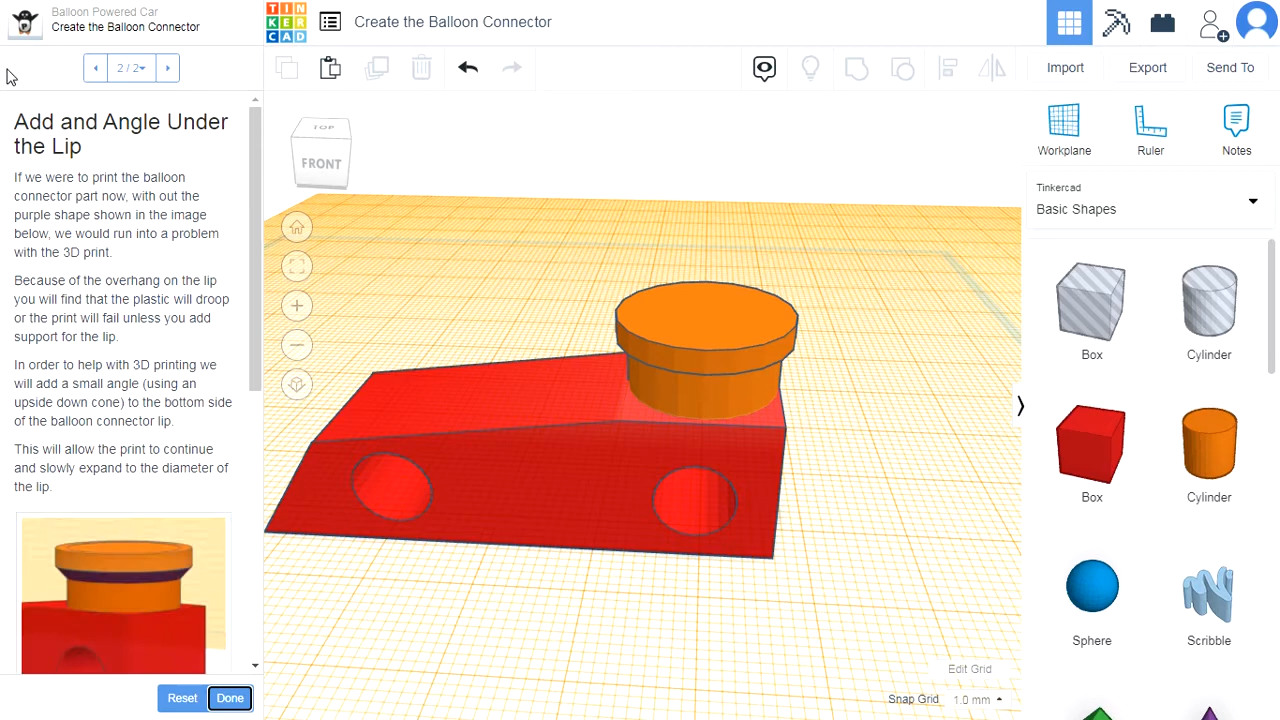 Balloon Powered Car
Create the Balloon Connector
2 / 2
Add and Angle Under
the Lip
If we were to print the balloon
connector part now, with out the
purple shape shown in the image
below, we would run into a problem
with the 3D print.
Because of the overhang on the lip
you will find that the plastic will droop
or the print will fail unless you add
support for the lip.
In order to help with 3D printing we
will add a small angle (using an
upside down cone) to the bottom side
of the balloon connector lip.
This will allow the print to continue
and slowly expand to the diameter of
the lip.
Reset
Done
TIN
KER
CAD
Create the Balloon Connector
TOP
FRONT
Edit Grid
Snap Grid 1.0 mm
Import
Export
Send To
Workplane
Ruler
Notes
Tinkercad
Basic Shapes
Box
Cylinder
Box
Cylinder
Sphere
Scribble